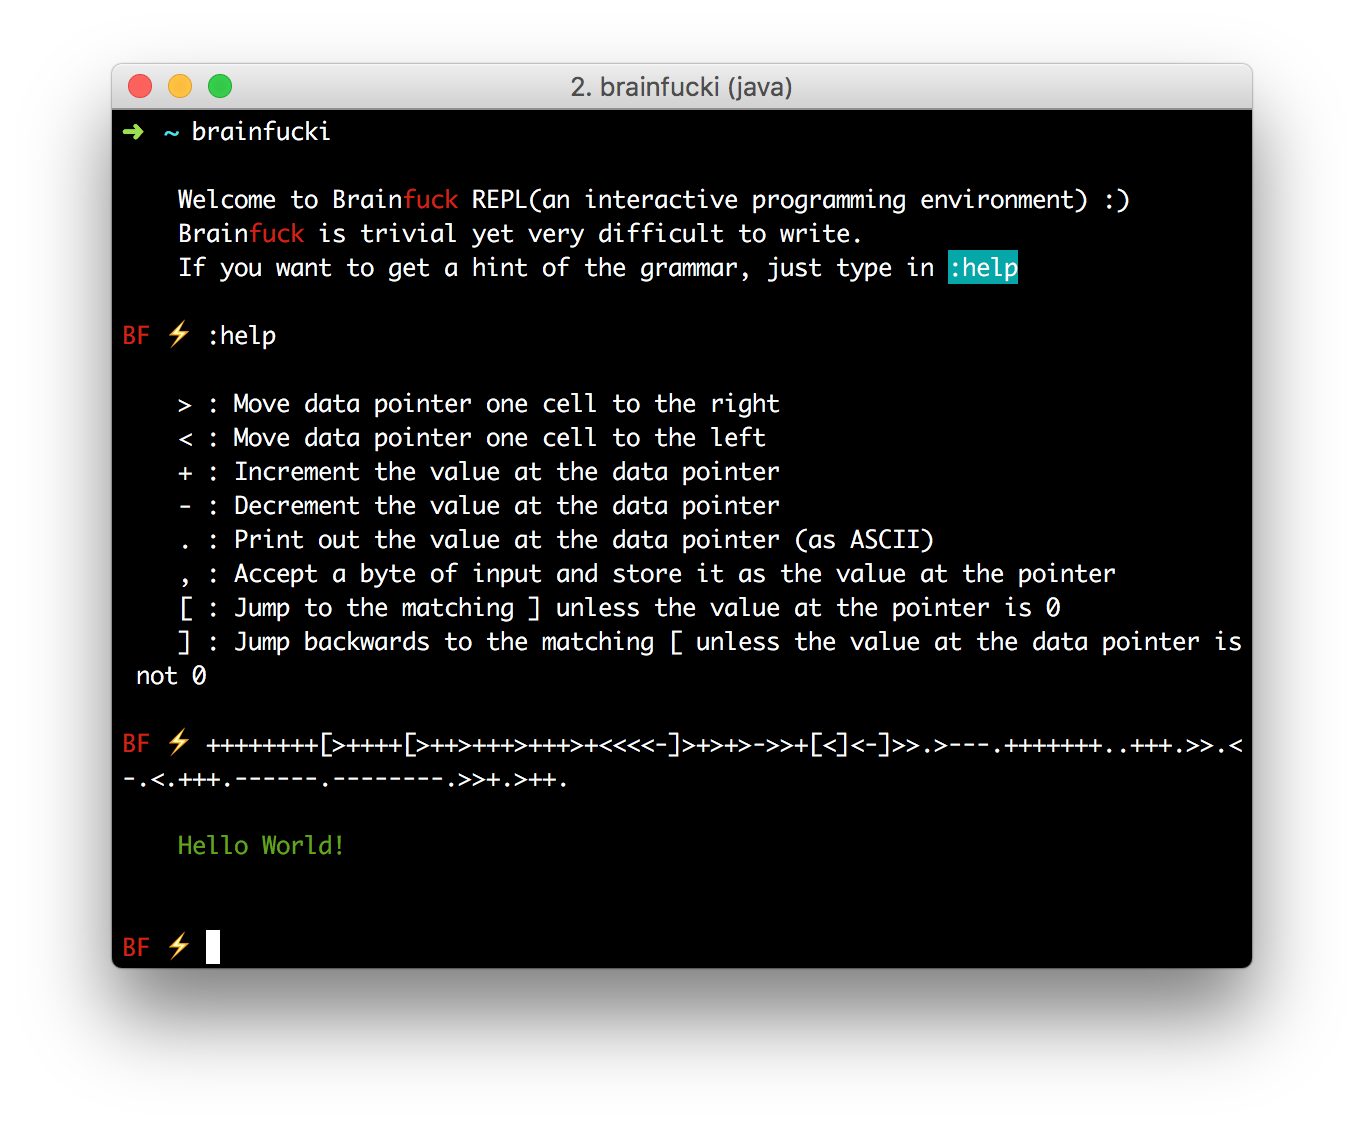 2. brainfucki (java)
➜ ~ brainfucki
Welcome to Brainfuck REPL(an interactive programming environment) :)
Brainfuck is trivial yet very difficult to write.
If you want to get a hint of the grammar, just type in :help
BF ⚡ :help
> : Move data pointer one cell to the right
< : Move data pointer one cell to the left
+ : Increment the value at the data pointer
- : Decrement the value at the data pointer
. : Print out the value at the data pointer (as ASCII)
, : Accept a byte of input and store it as the value at the pointer
[ : Jump to the matching ] unless the value at the pointer is 0
] : Jump backwards to the matching [ unless the value at the data pointer is
not 0
BF ⚡ ++++++++[>++++[>++>+++>+++>+<<<<-]>+>+>->>+[<]<-]>>.>---.+++++++..+++.>>.<
-.<.+++.------.--------.>>+.>++.
Hello World!
BF ⚡